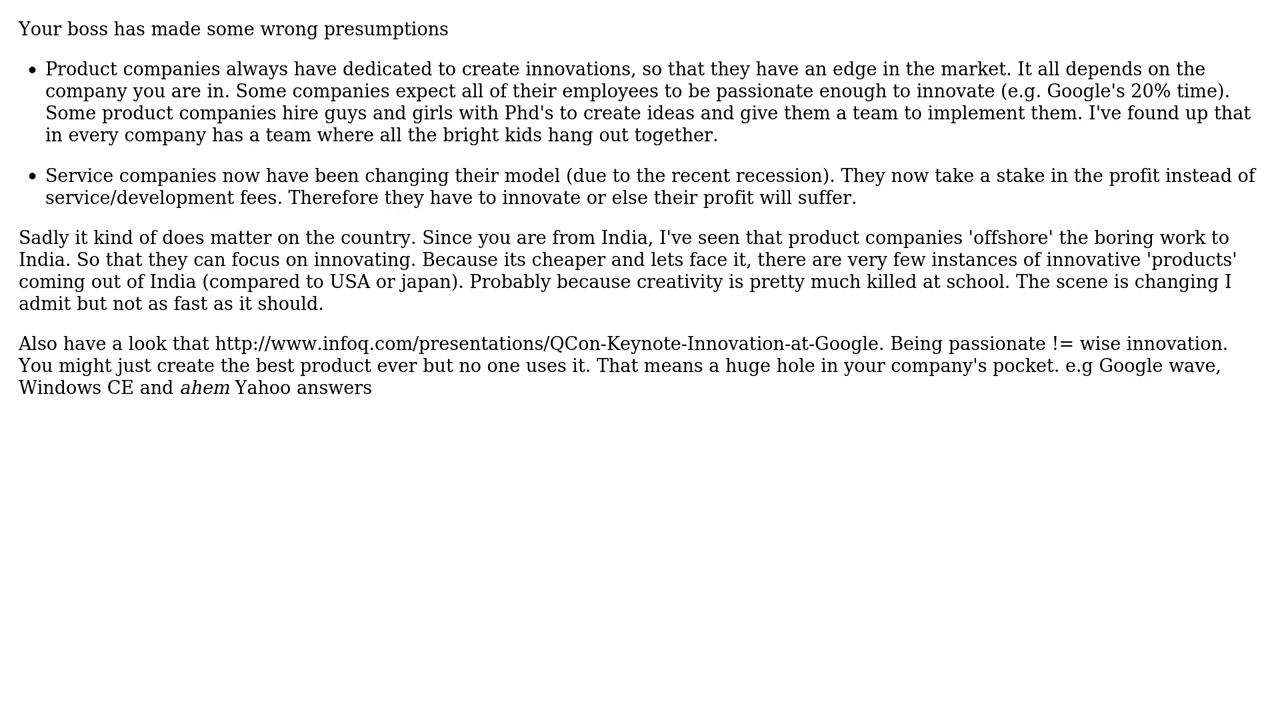 Your boss has made some wrong presumptions
• Product companies always have dedicated to create innovations, so that they have an edge in the market. It all depends on the
company you are in. Some companies expect all of their employees to be passionate enough to innovate (e.g. Google's 20% time).
Some product companies hire guys and girls with Phd's to create ideas and give them a team to implement them. I've found up that
in every company has a team where all the bright kids hang out together.
• Service companies now have been changing their model (due to the recent recession). They now take a stake in the profit instead of
service/development fees. Therefore they have to innovate or else their profit will suffer.
Sadly it kind of does matter on the country. Since you are from India, I've seen that product companies 'offshore' the boring work to
India. So that they can focus on innovating. Because its cheaper and lets face it, there are very few instances of innovative 'products'
coming out of India (compared to USA or japan). Probably because creativity is pretty much killed at school. The scene is changing I
admit but not as fast as it should.
Also have a look that http://www.infoq.com/presentations/QCon-Keynote-Innovation-at-Google. Being passionate != wise innovation.
You might just create the best product ever but no one uses it. That means a huge hole in your company's pocket. e.g Google wave,
Windows CE and ahem Yahoo answers